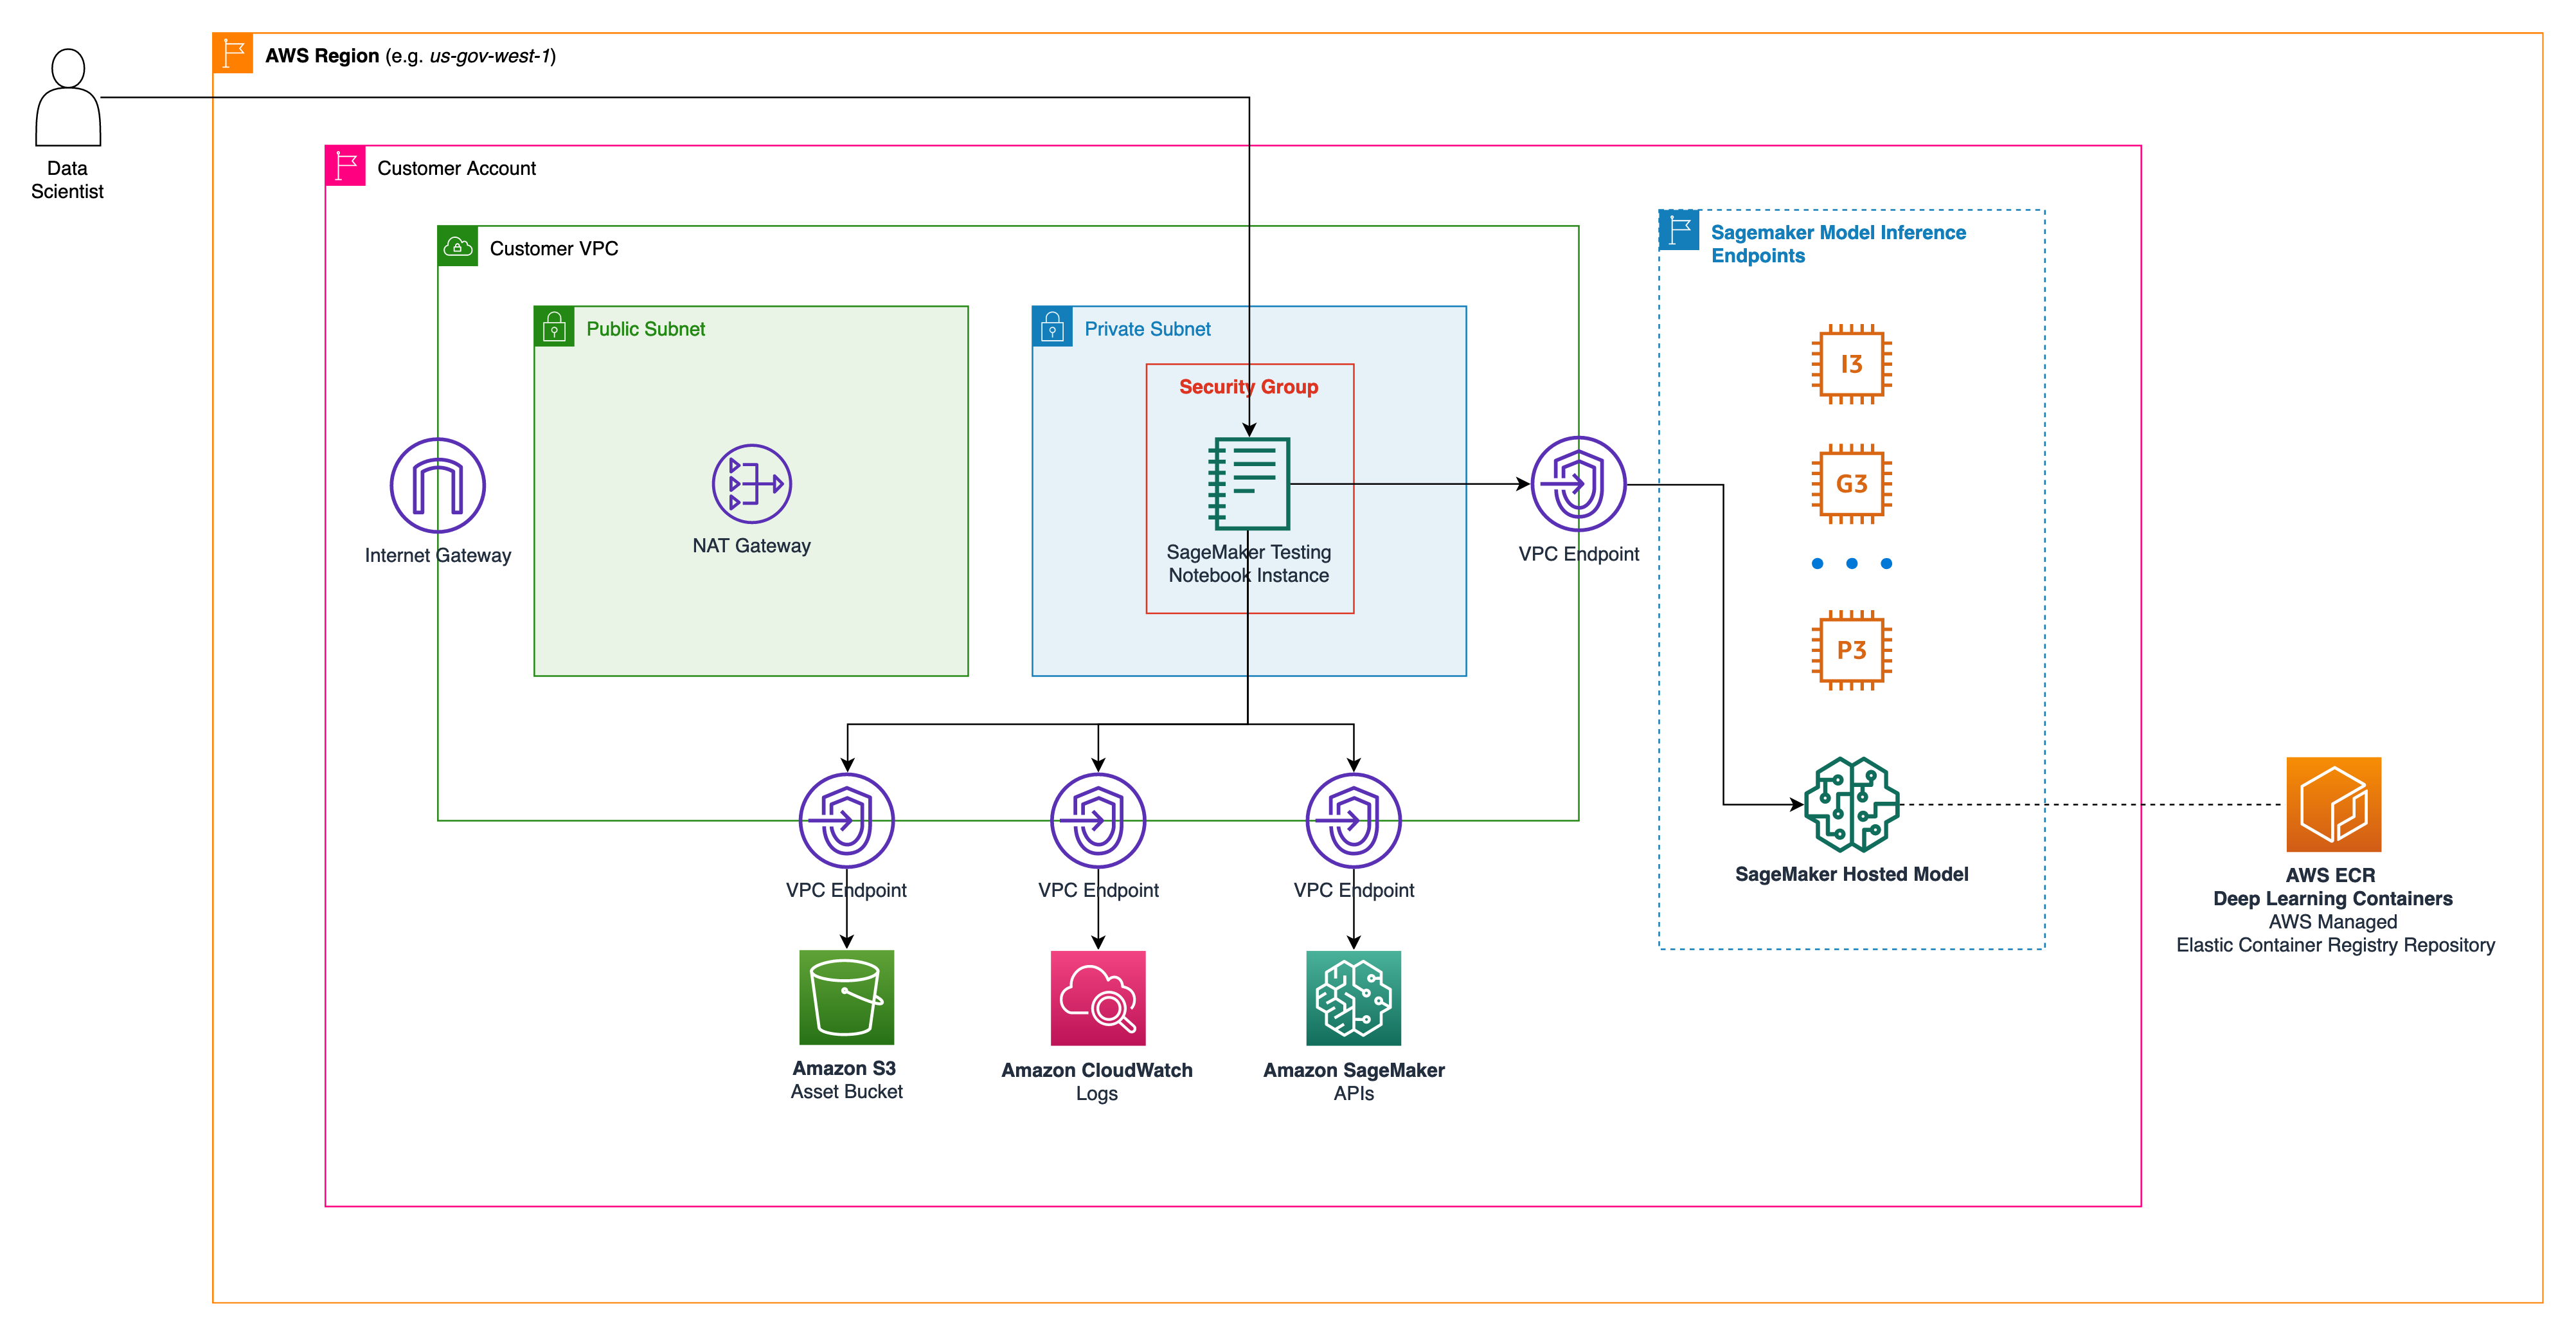 AWS Region (e.g. us-gov-west-1)
Data
Scientist
Customer Account
Customer VPC
Sagemaker Model Inference
Endpoints
Public Subnet
Private Subnet
Security Group
I3
G3
P3
Internet Gateway
NAT Gateway
SageMaker Testing
Notebook Instance
VPC Endpoint
VPC Endpoint
VPC Endpoint
VPC Endpoint
SageMaker Hosted Model
AWS ECR
Deep Learning Containers
AWS Managed
Elastic Container Registry Repository
Amazon S3
Asset Bucket
Amazon CloudWatch
Logs
Amazon SageMaker
APIs